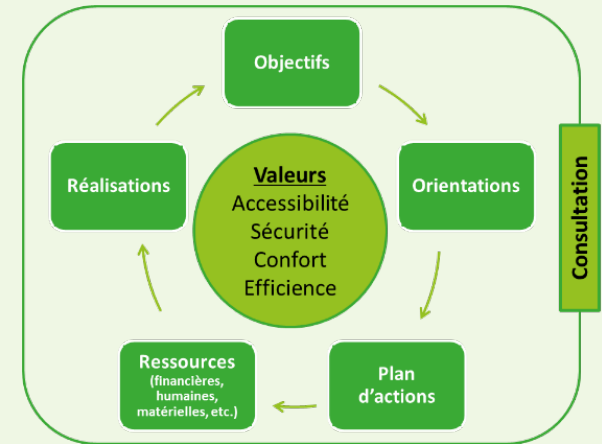 Objectifs
Orientations
Plan
d'actions
Ressources
(financières,
humaines,
matérielles, etc.)
Réalisations
Valeurs
Accessibilité
Sécurité
Confort
Efficience
Consultation